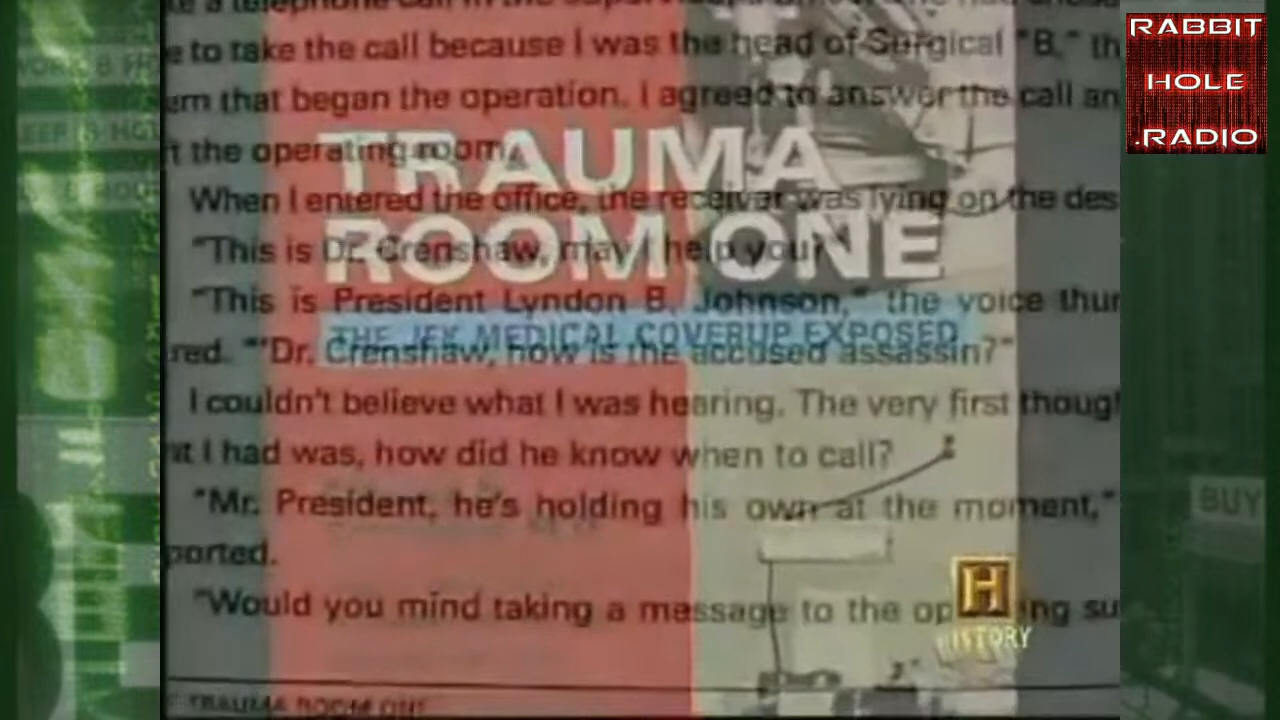 RABBIT
HOLE
.RADIO
e to take the call because I was the head of Surgical "B," th
em that began the operation. I agreed to answer the call an
t the operating room.
When I entered the office, the receiver was lying on the des
"This is Dr. Crenshaw, may I help you?"
"This is President Lyndon B. Johnson," the voice thun
red. "Dr. Crenshaw, how is the accused assassin?"
I couldn't believe what I was hearing. The very first though
at I had was, how did he know when to call?
"Mr. President, he's holding his own at the moment,"
ported.
"Would you mind taking a message to the operating su
TRAUMA ROOM ONE
TRAUMA
ROOM ONE
THE JFK MEDICAL COVERUP EXPOSED
H
HISTORY
BUY